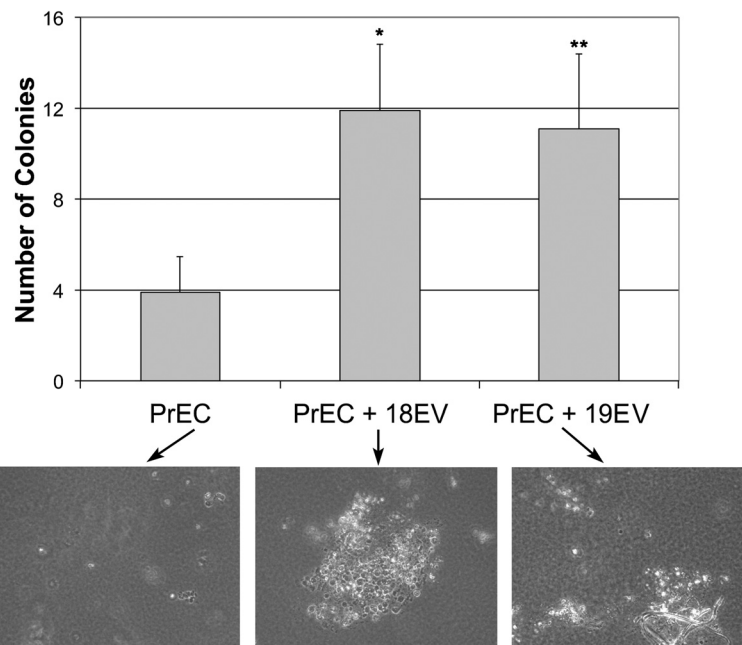 16
12
8
4
0
Number of Colonies
*
**
PrEC
PrEC + 18EV
PrEC + 19EV